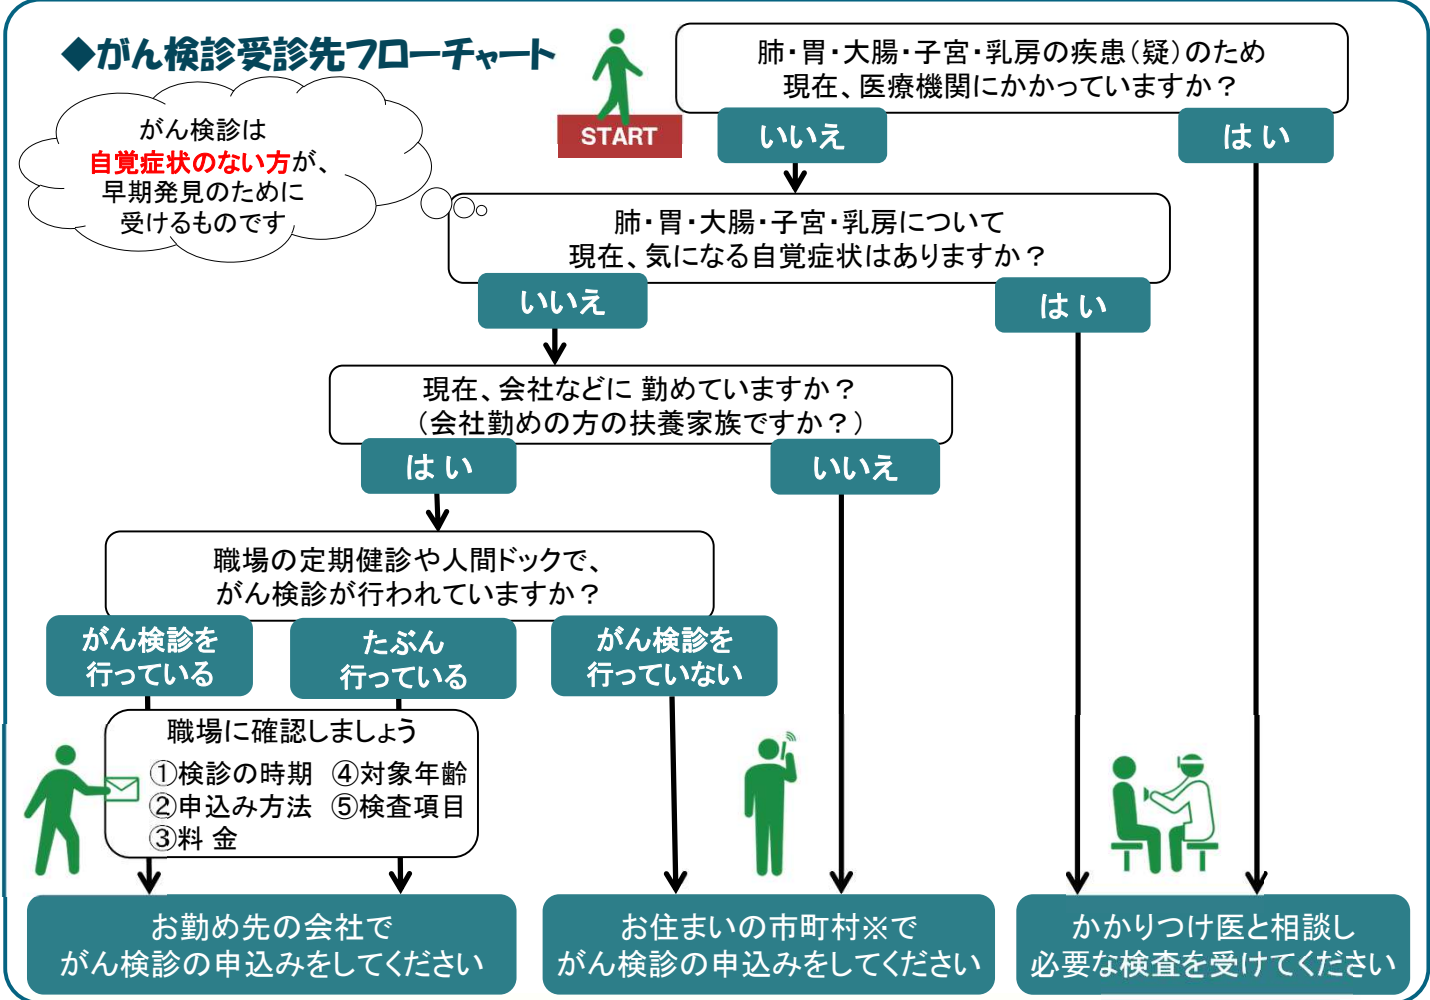 ◆がん検診受診先フローチャート
がん検診は
自覚症状のない方が、
早期発見のために
受けるものです
START
肺・胃・大腸・子宮・乳房の疾患(疑)のため
現在、医療機関にかかっていますか？
いいえ
はい
肺・胃・大腸・子宮・乳房について
現在、気になる自覚症状はありますか？
いいえ
はい
現在、会社などに 勤めていますか？
（会社勤めの方の扶養家族ですか？）
はい
いいえ
職場の定期健診や人間ドックで、
がん検診が行われていますか？
がん検診を
行っている
たぶん
行っている
がん検診を
行っていない
職場に確認しましょう
①検診の時期 ④対象年齢
②申込み方法 ⑤検査項目
③料 金
お勤め先の会社で
がん検診の申込みをしてください
お住まいの市町村※で
がん検診の申込みをしてください
かかりつけ医と相談し
必要な検査を受けてください